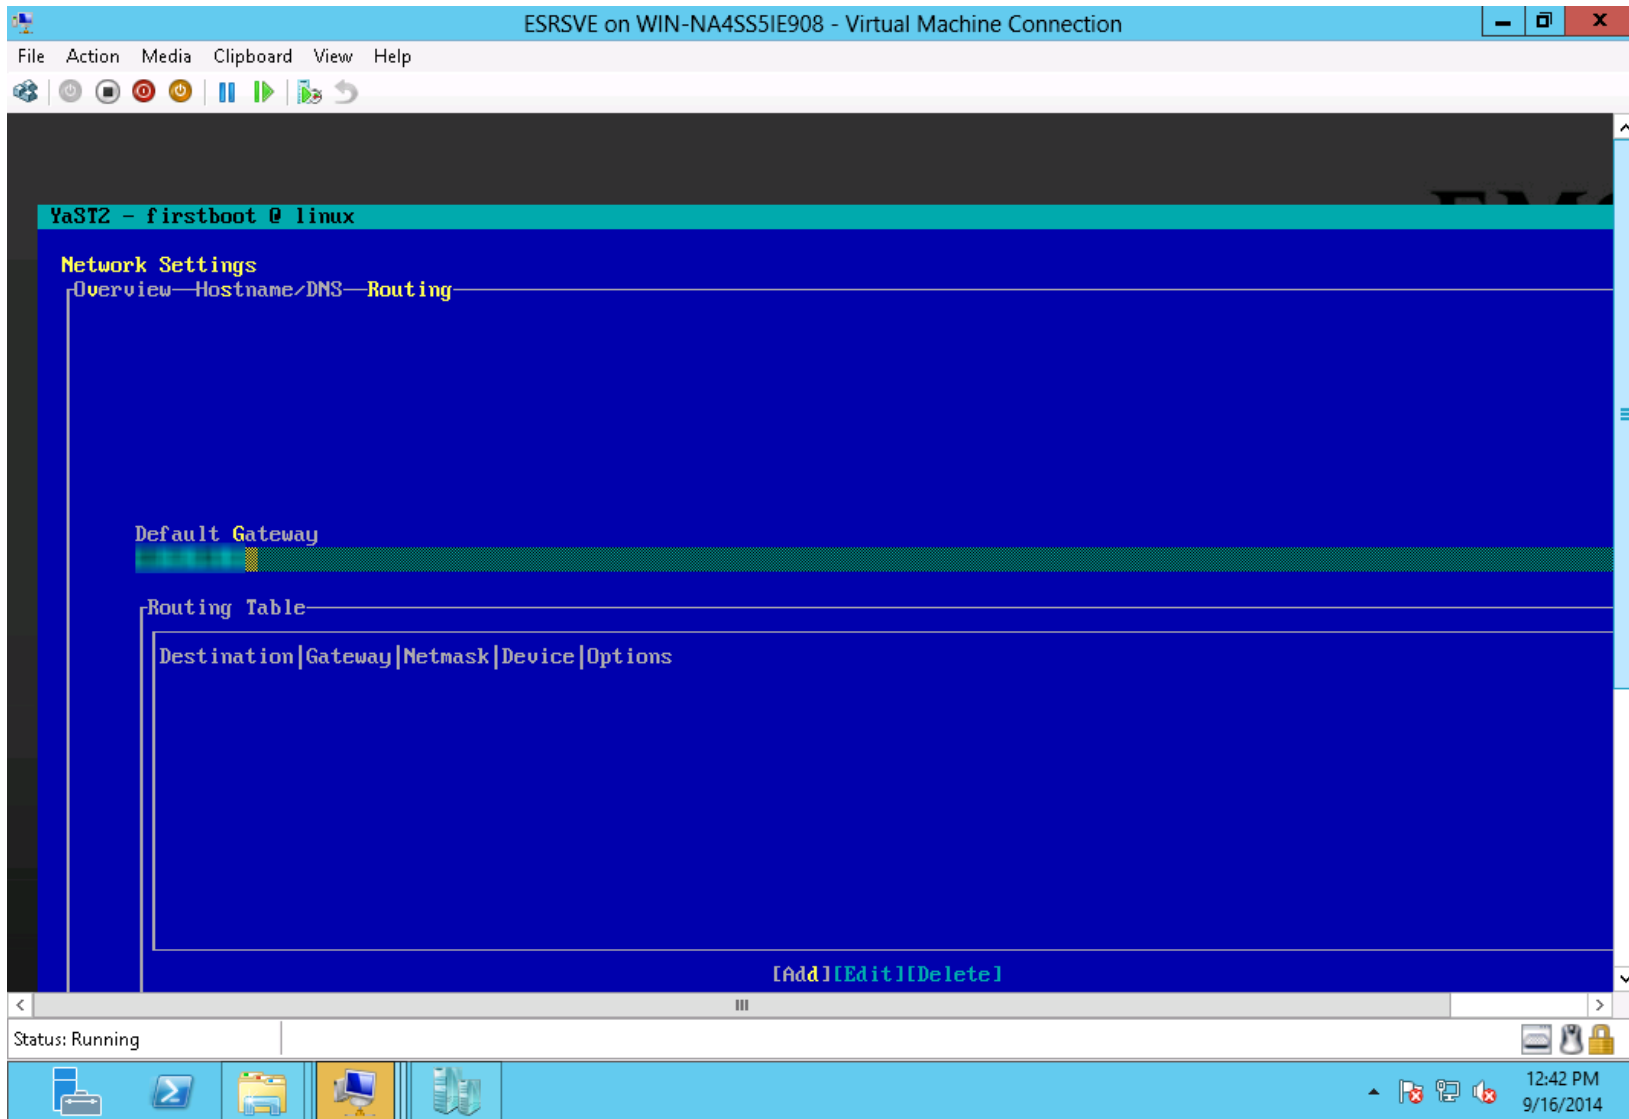 ESRSVE on WIN-NA4SS5IE908 - Virtual Machine Connection
File Action Media Clipboard View Help
YaST2 - firstboot @ linux
Network Settings
Overview—Hostname/DNS—Routing
Default Gateway
Routing Table
Destination|Gateway|Netmask|Device|Options
[Add][Edit][Delete]
Status: Running
12:42 PM
9/16/2014